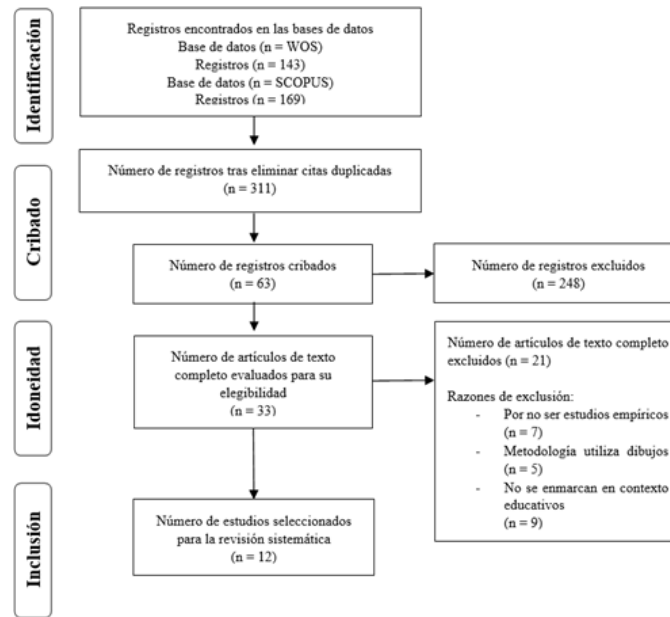 Identificación
Registros encontrados en las bases de datos
Base de datos (n = WOS)
Registros (n = 143)
Base de datos (n = SCOPUS)
Registros (n = 169)
Cribado
Número de registros tras eliminar citas duplicadas
(n = 311)
Número de registros cribados
(n = 63)
Número de registros excluidos
(n = 248)
Idoneidad
Número de artículos de texto
completo evaluados para su
elegibilidad
(n = 33)
Número de artículos de texto completo
excluidos (n = 21)
Razones de exclusión:
- Por no ser estudios empíricos
(n = 7)
- Metodología utiliza dibujos
(n = 5)
- No se enmarcan en contexto
educativos
(n = 9)
Inclusión
Número de estudios seleccionados
para la revisión sistemática
(n = 12)